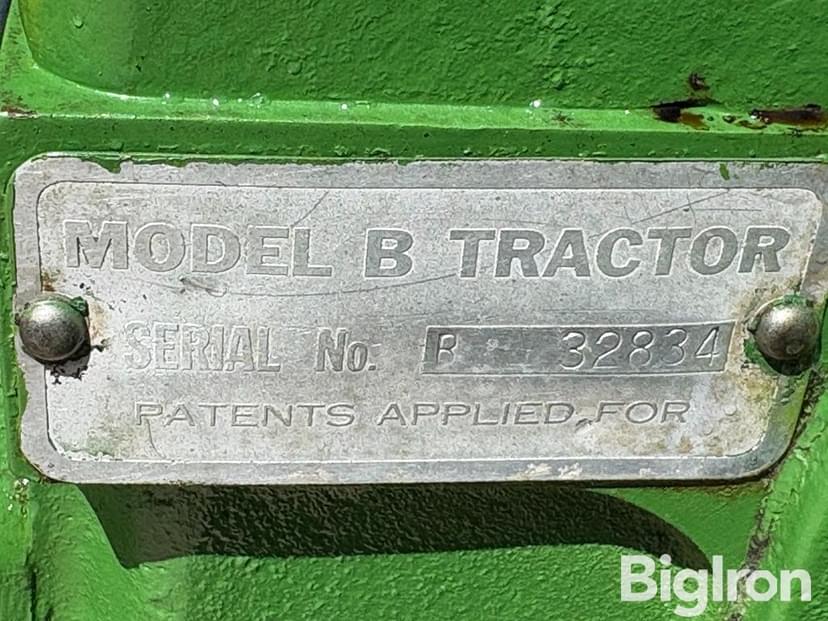 MODEL B TRACTOR
SERIAL No. B 32834
PATENTS APPLIED FOR
BigIron